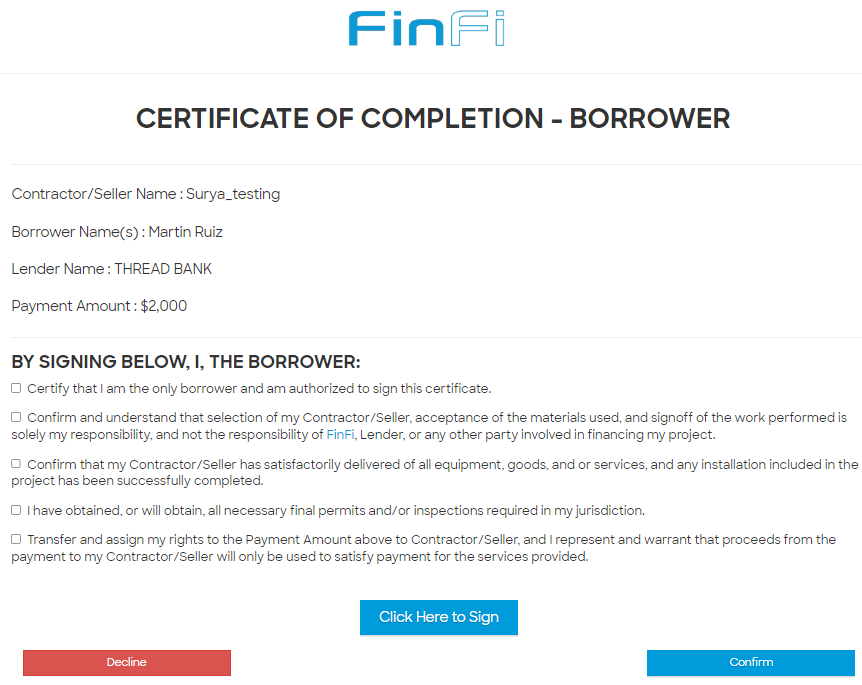 FinFi
CERTIFICATE OF COMPLETION - BORROWER
Contractor/Seller Name : Surya_testing
Borrower Name(s) : Martin Ruiz
Lender Name : THREAD BANK
Payment Amount : $2,000
BY SIGNING BELOW, I, THE BORROWER:
Certify that I am the only borrower and am authorized to sign this certificate.
Confirm and understand that selection of my Contractor/Seller, acceptance of the materials used, and signoff of the work performed is
solely my responsibility, and not the responsibility of FinFi, Lender, or any other party involved in financing my project.
Confirm that my Contractor/Seller has satisfactorily delivered of all equipment, goods, and or services, and any installation included in the
project has been successfully completed.
I have obtained, or will obtain, all necessary final permits and/or inspections required in my jurisdiction.
Transfer and assign my rights to the Payment Amount above to Contractor/Seller, and I represent and warrant that proceeds from the
payment to my Contractor/Seller will only be used to satisfy payment for the services provided.
Click Here to Sign
Decline
Confirm